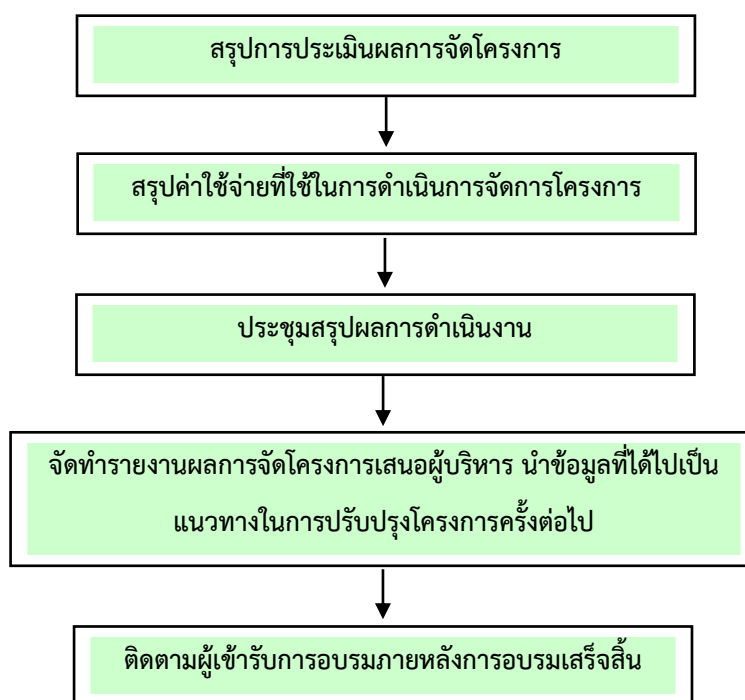 สรุปการประเมินผลการจัดโครงการ
สรุปค่าใช้จ่ายที่ใช้ในการดำเนินการจัดการโครงการ
ประชุมสรุปผลการดำเนินงาน
จัดทำรายงานผลการจัดโครงการเสนอผู้บริหาร นำข้อมูลที่ได้ไปเป็น
แนวทางในการปรับปรุงโครงการครั้งต่อไป
ติดตามผู้เข้ารับการอบรมภายหลังการอบรมเสร็จสิ้น